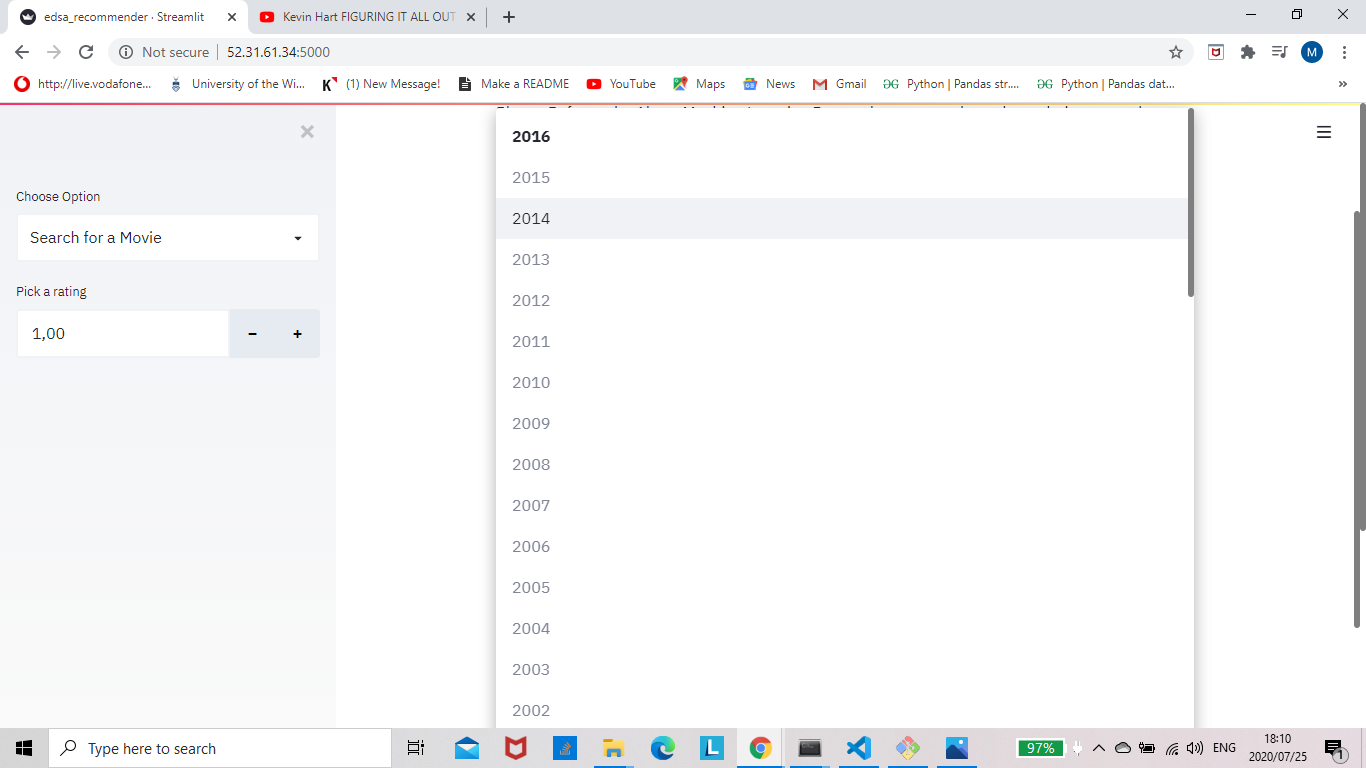 edsa_recommender · Streamlit
Kevin Hart FIGURING IT ALL OUT
Not secure
52.31.61.34:5000
M
http://live.vodafone...
University of the Wi...
(1) New Message!
Make a README
YouTube
Maps
News
Gmail
Python | Pandas str....
Python | Pandas dat...
»
Choose Option
Search for a Movie
Pick a rating
1,00
- +
2016
2015
2014
2013
2012
2011
2010
2009
2008
2007
2006
2005
2004
2003
2002
Type here to search
L
97%
ENG
18:10
2020/07/25
1